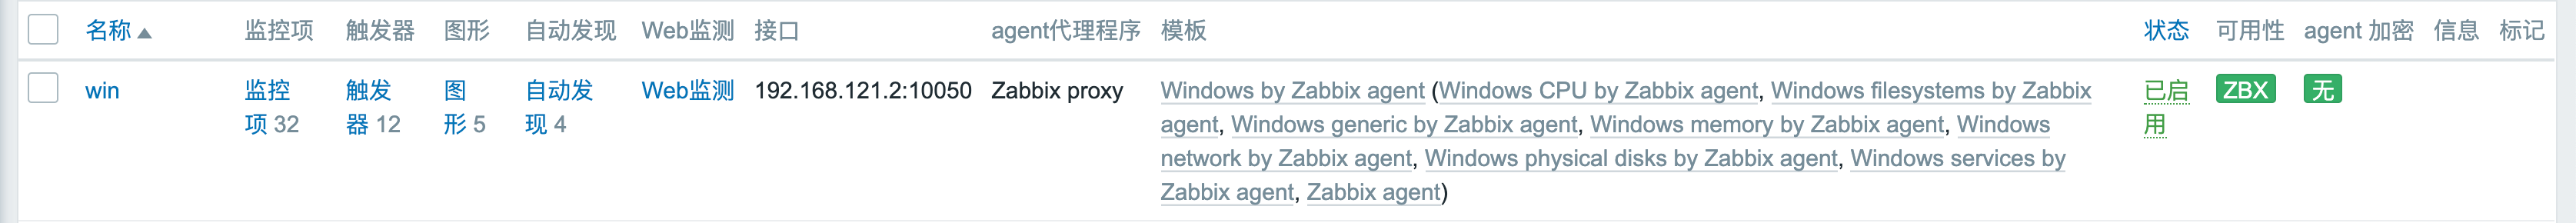 名称 监控项 触发器 图形 自动发现 Web监测 接口 agent代理程序 模板 状态 可用性 agent 加密 信息 标记
win 监控 触发 图 自动发 Web监测 192.168.121.2:10050 Zabbix proxy Windows by Zabbix agent (Windows CPU by Zabbix agent, Windows filesystems by Zabbix 已启 ZBX 无
项 32 器 12 形 5 现 4 agent, Windows generic by Zabbix agent, Windows memory by Zabbix agent, Windows 用
network by Zabbix agent, Windows physical disks by Zabbix agent, Windows services by
Zabbix agent, Zabbix agent)